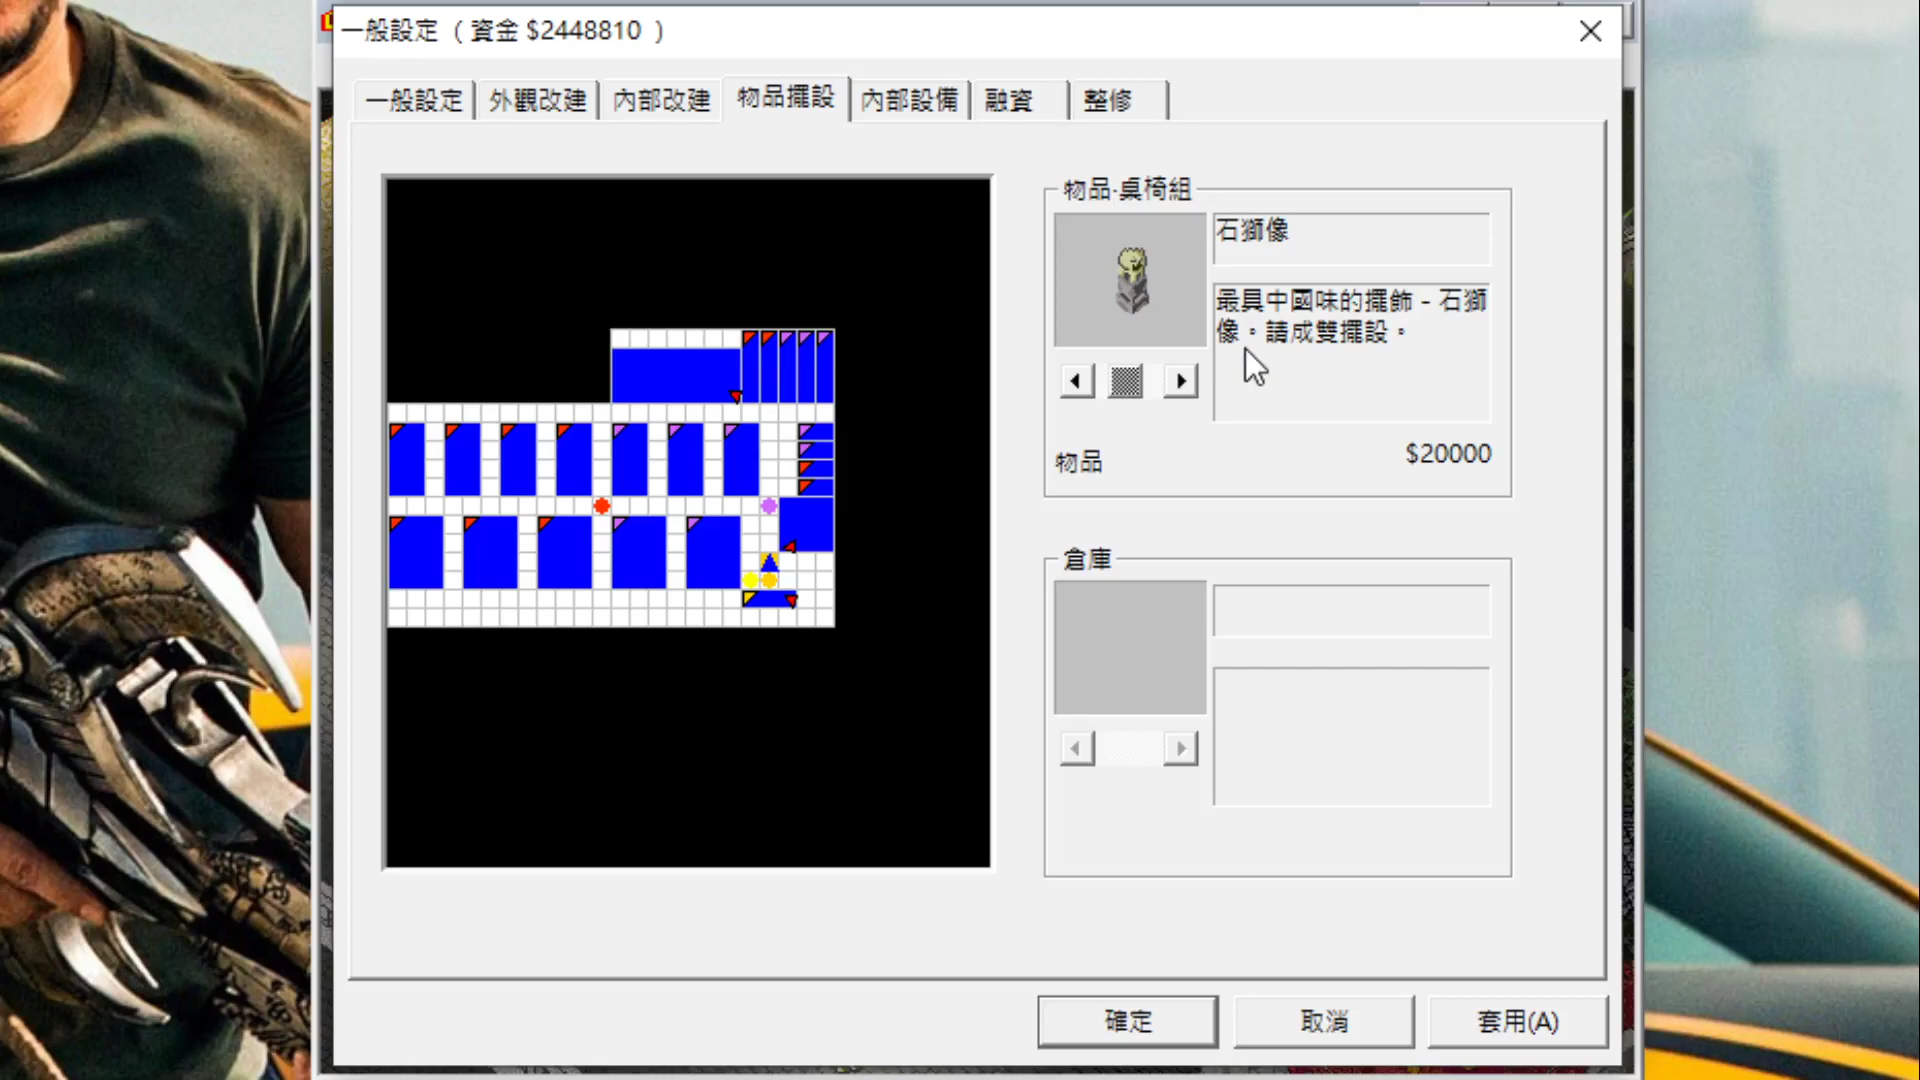 一般設定 ( 資金 $2448810 )
一般設定 外觀改建 內部改建 物品擺設 內部設備 融資 整修
物品·桌椅組
石獅像
最具中國味的擺飾 - 石獅
像。請成雙擺設。
物品 $20000
倉庫
確定 取消 套用(A)